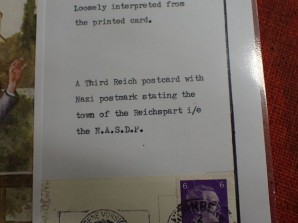 Loosely interpreted from
the printed card.
A Third Reich postcard with
Nazi postmark stating the
town of the Reichspart i/e
the N.A.S.D.P.
6 6